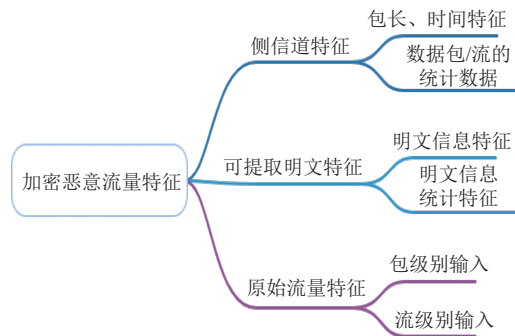 包长、时间特征
侧信道特征
数据包/流的
统计数据
明文信息特征
加密恶意流量特征
可提取明文特征
明文信息
统计特征
包级别输入
原始流量特征
流级别输入